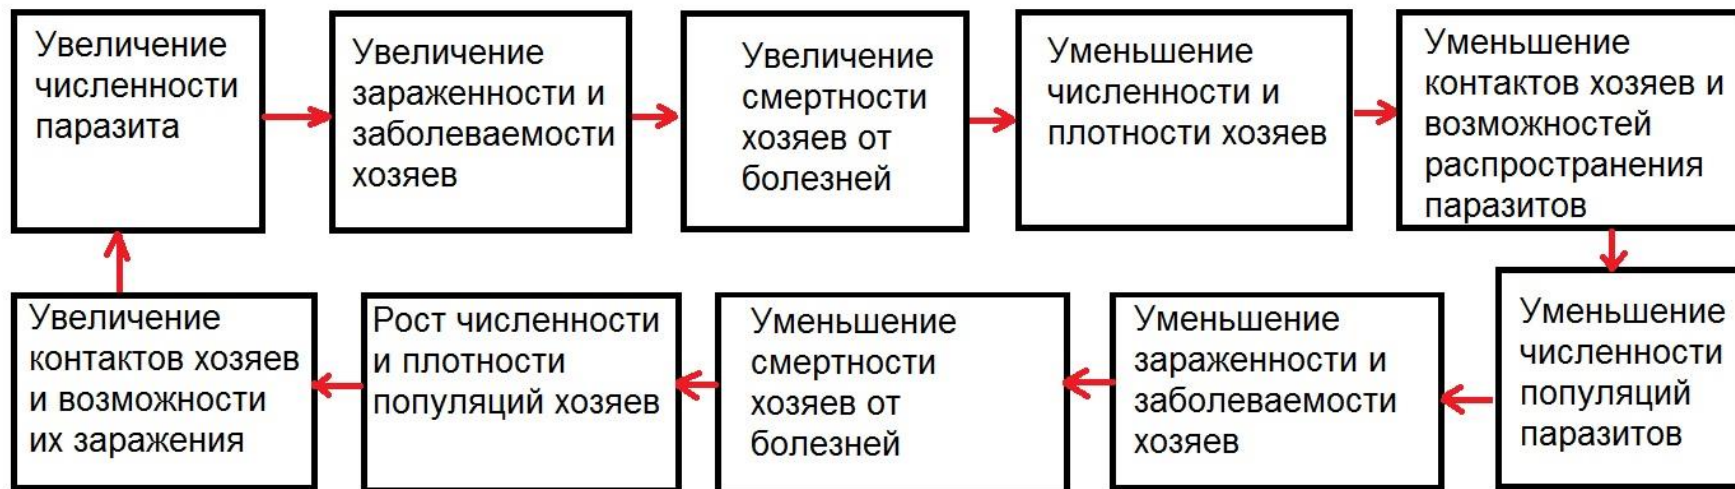 Увеличение
численности
паразита
Увеличение
зараженности и
заболеваемости
хозяев
Увеличение
смертности
хозяев от
болезней
Уменьшение
численности и
плотности хозяев
Уменьшение
контактов хозяев и
возможностей
распространения
паразитов
Уменьшение
численности
популяций
паразитов
Уменьшение
зараженности и
заболеваемости
хозяев
Уменьшение
смертности
хозяев от
болезней
Рост численности
и плотности
популяций хозяев
Увеличение
контактов хозяев
и возможности
их заражения